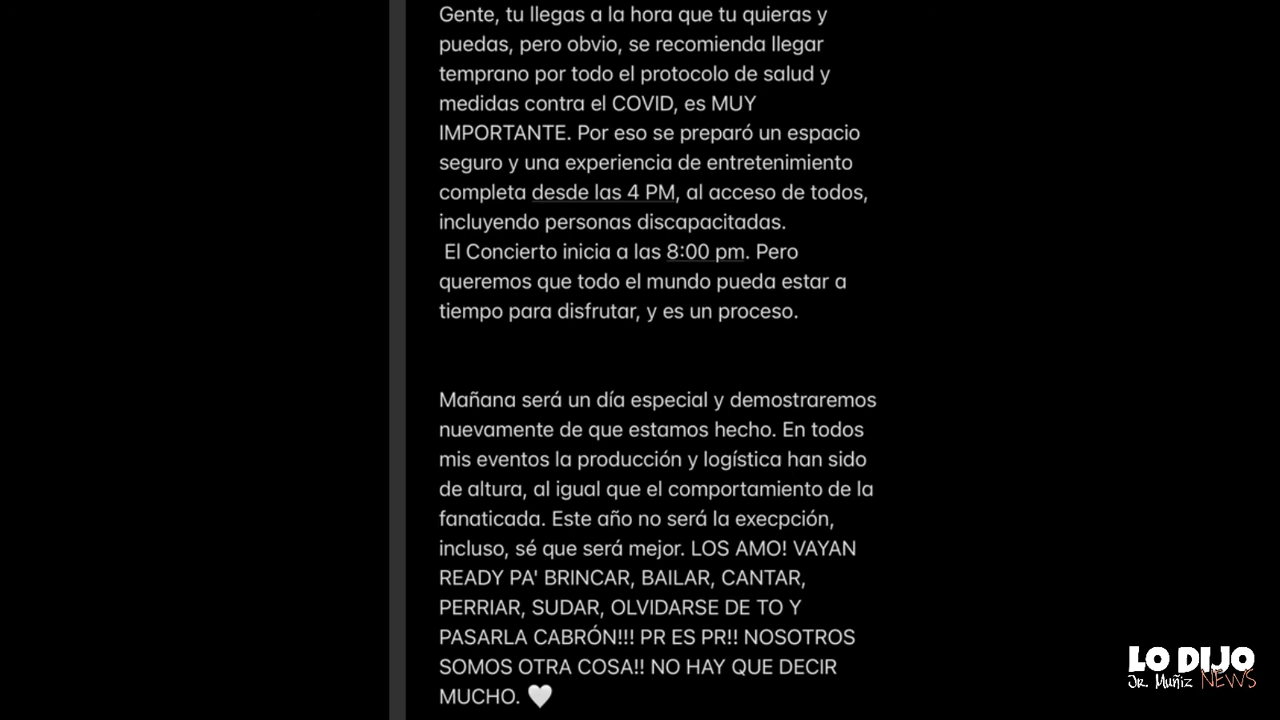 Gente, tu llegas a la hora que tu quieras y
puedas, pero obvio, se recomienda llegar
temprano por todo el protocolo de salud y
medidas contra el COVID, es MUY
IMPORTANTE. Por eso se preparó un espacio
seguro y una experiencia de entretenimiento
completa desde las 4 PM, al acceso de todos,
incluyendo personas discapacitadas.
El Concierto inicia a las 8:00 pm. Pero
queremos que todo el mundo pueda estar a
tiempo para disfrutar, y es un proceso.
Mañana será un día especial y demostraremos
nuevamente de que estamos hecho. En todos
mis eventos la producción y logística han sido
de altura, al igual que el comportamiento de la
fanaticada. Este año no será la execpción,
incluso, sé que será mejor. LOS AMO! VAYAN
READY PA' BRINCAR, BAILAR, CANTAR,
PERRIAR, SUDAR, OLVIDARSE DE TO Y
PASARLA CABRÓN!!! PR ES PR!! NOSOTROS
SOMOS OTRA COSA!! NO HAY QUE DECIR
MUCHO. 🤍
LO DIJO
Jr. Muñiz NEWS